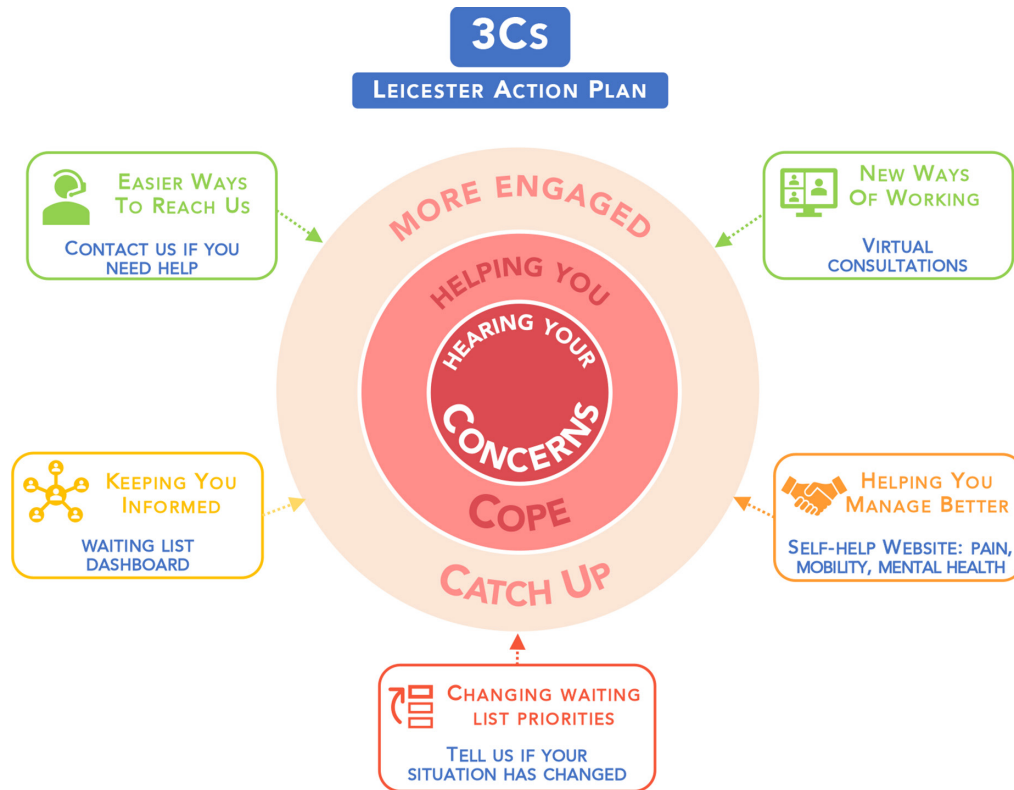 3Cs
Leicester Action Plan
Easier Ways
To Reach Us
Contact us if you
need help
New Ways
Of Working
Virtual
consultations
More Engaged
Helping You
Hearing Your
Concerns
Cope
Catch Up
Keeping You
Informed
waiting list
dashboard
Helping You
Manage Better
Self-help Website: pain,
mobility, mental health
Changing waiting
list priorities
Tell us if your
situation has changed